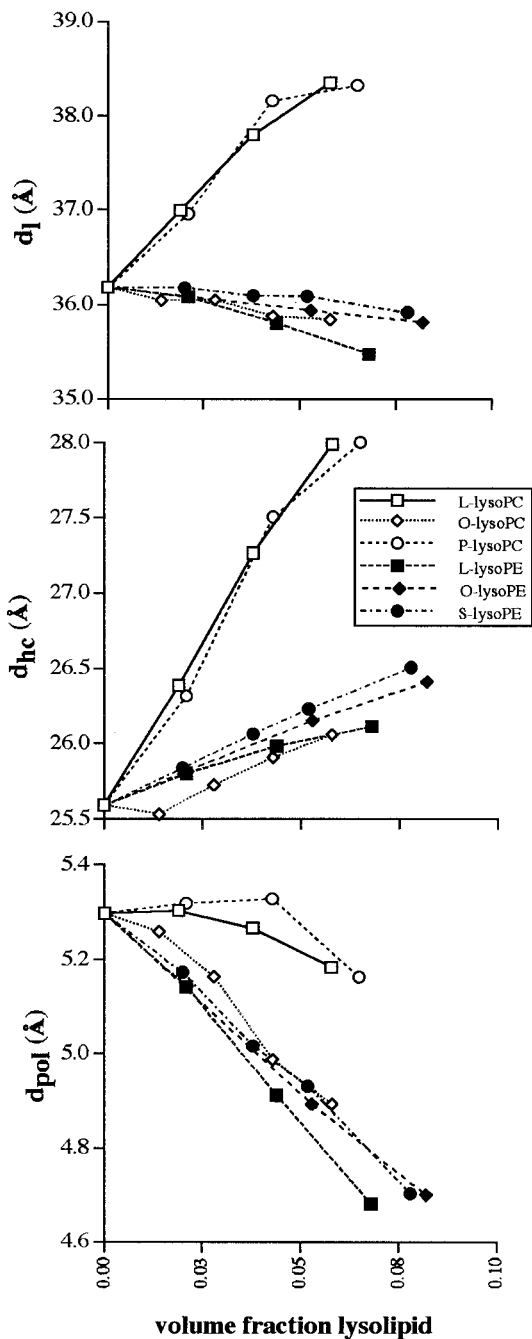 39.0
38.0
37.0
36.0
35.0
d1 (Å)
28.0
27.5
27.0
26.5
26.0
25.5
dhc (Å)
L-lysoPC
O-lysoPC
P-lysoPC
L-lysoPE
O-lysoPE
S-lysoPE
5.4
5.2
5.0
4.8
4.6
dpol (Å)
0.00
0.03
0.05
0.08
0.10
volume fraction lysolipid